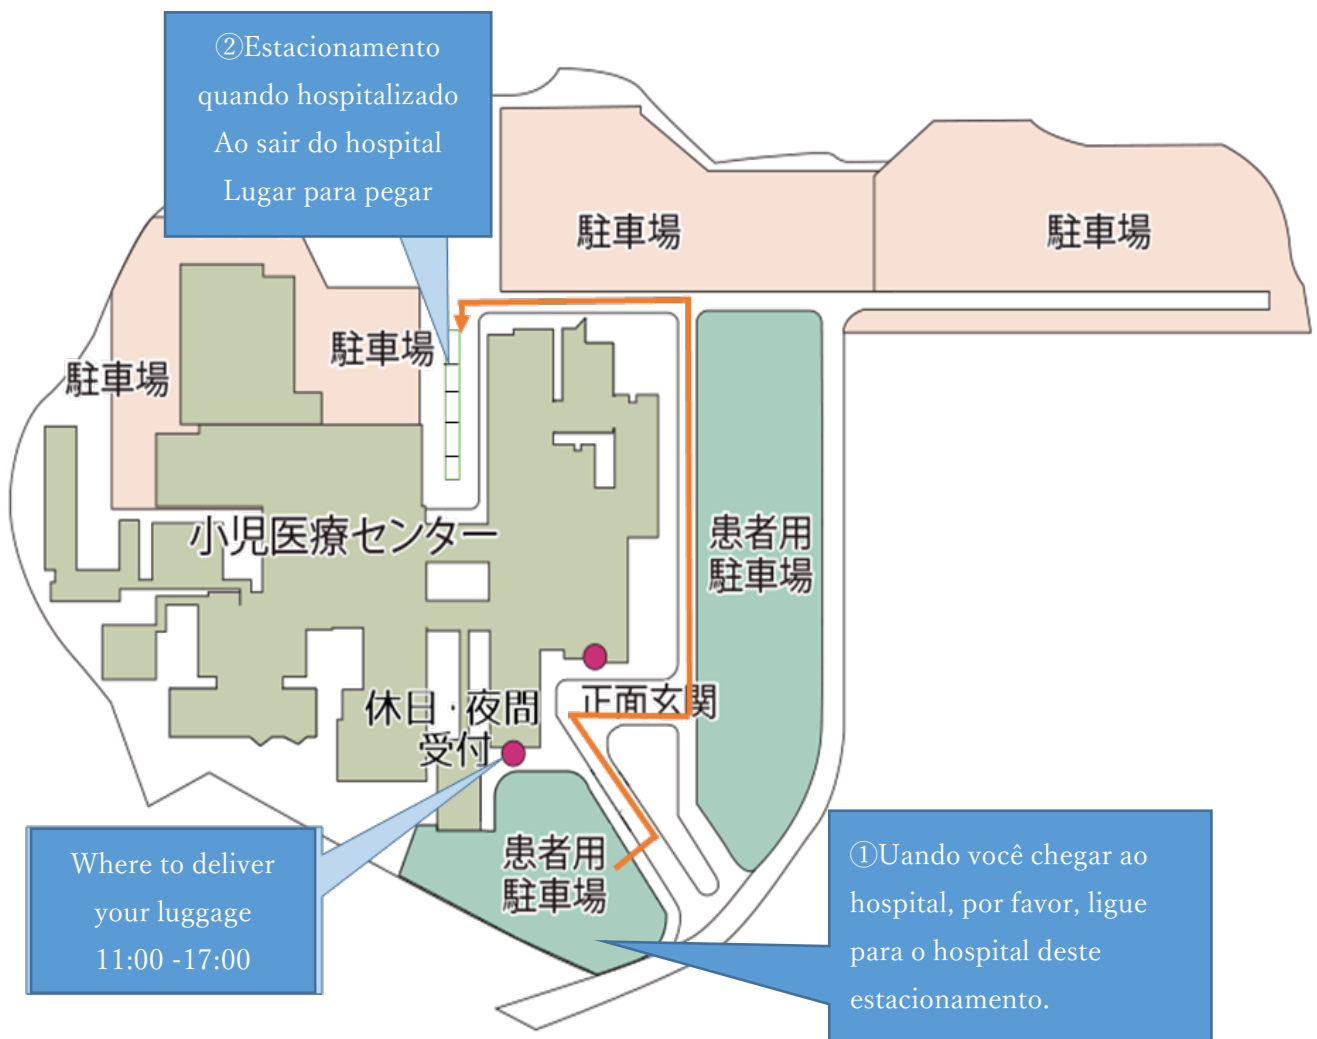 ②Estacionamento
quando hospitalizado
Ao sair do hospital
Lugar para pegar
駐車場
駐車場
駐車場
駐車場
小児医療センター
患者用
駐車場
正面玄関
休日・夜間
受付
患者用
駐車場
Where to deliver
your luggage
11:00 -17:00
①Uando você chegar ao
hospital, por favor, ligue
para o hospital deste
estacionamento.